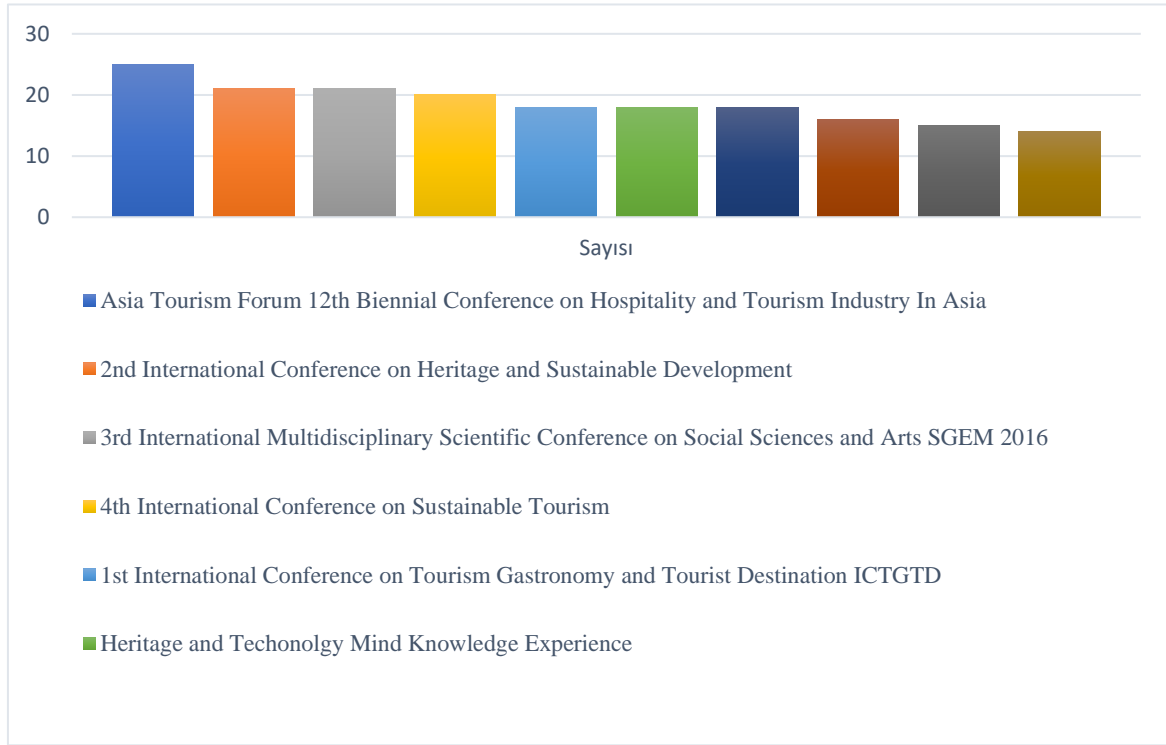 30
20
10
0
Sayısı
Asia Tourism Forum 12th Biennial Conference on Hospitality and Tourism Industry In Asia
2nd International Conference on Heritage and Sustainable Development
3rd International Multidisciplinary Scientific Conference on Social Sciences and Arts SGEM 2016
4th International Conference on Sustainable Tourism
1st International Conference on Tourism Gastronomy and Tourist Destination ICTGTD
Heritage and Techonolgy Mind Knowledge Experience